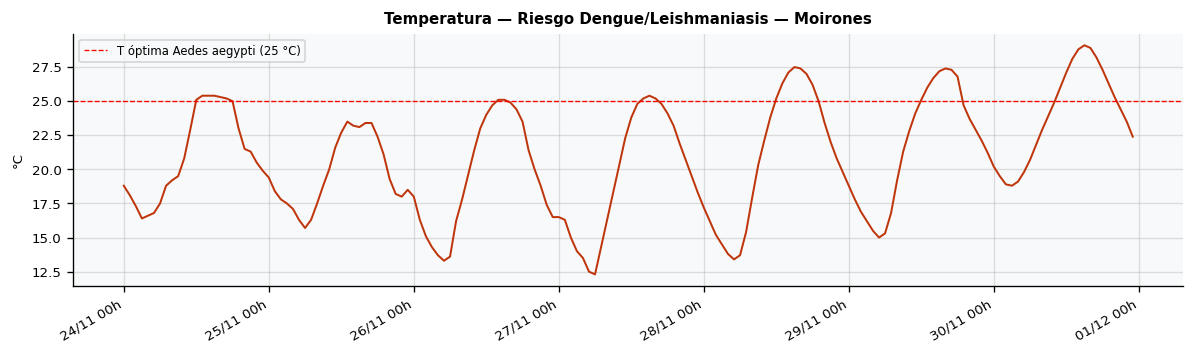 Temperatura — Riesgo Dengue/Leishmaniasis — Moirones
T óptima Aedes aegypti (25 °C)
°C
27.5
25.0
22.5
20.0
17.5
15.0
12.5
24/11 00h
25/11 00h
26/11 00h
27/11 00h
28/11 00h
29/11 00h
30/11 00h
01/12 00h